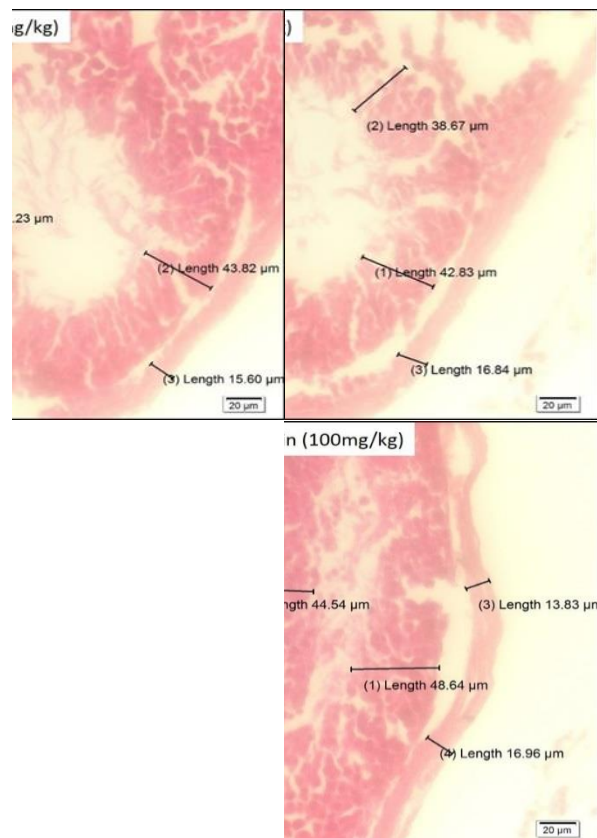 g/kg)
.23 µm
(2) Length 43.82 µm
(3) Length 15.60 µm
20 µm
)
(2) Length 38.67 µm
(1) Length 42.83 µm
(3) Length 16.84 µm
20 µm
in (100mg/kg)
ngth 44.54 µm
(3) Length 13.83 µm
(1) Length 48.64 µm
(4) Length 16.96 µm
20 µm